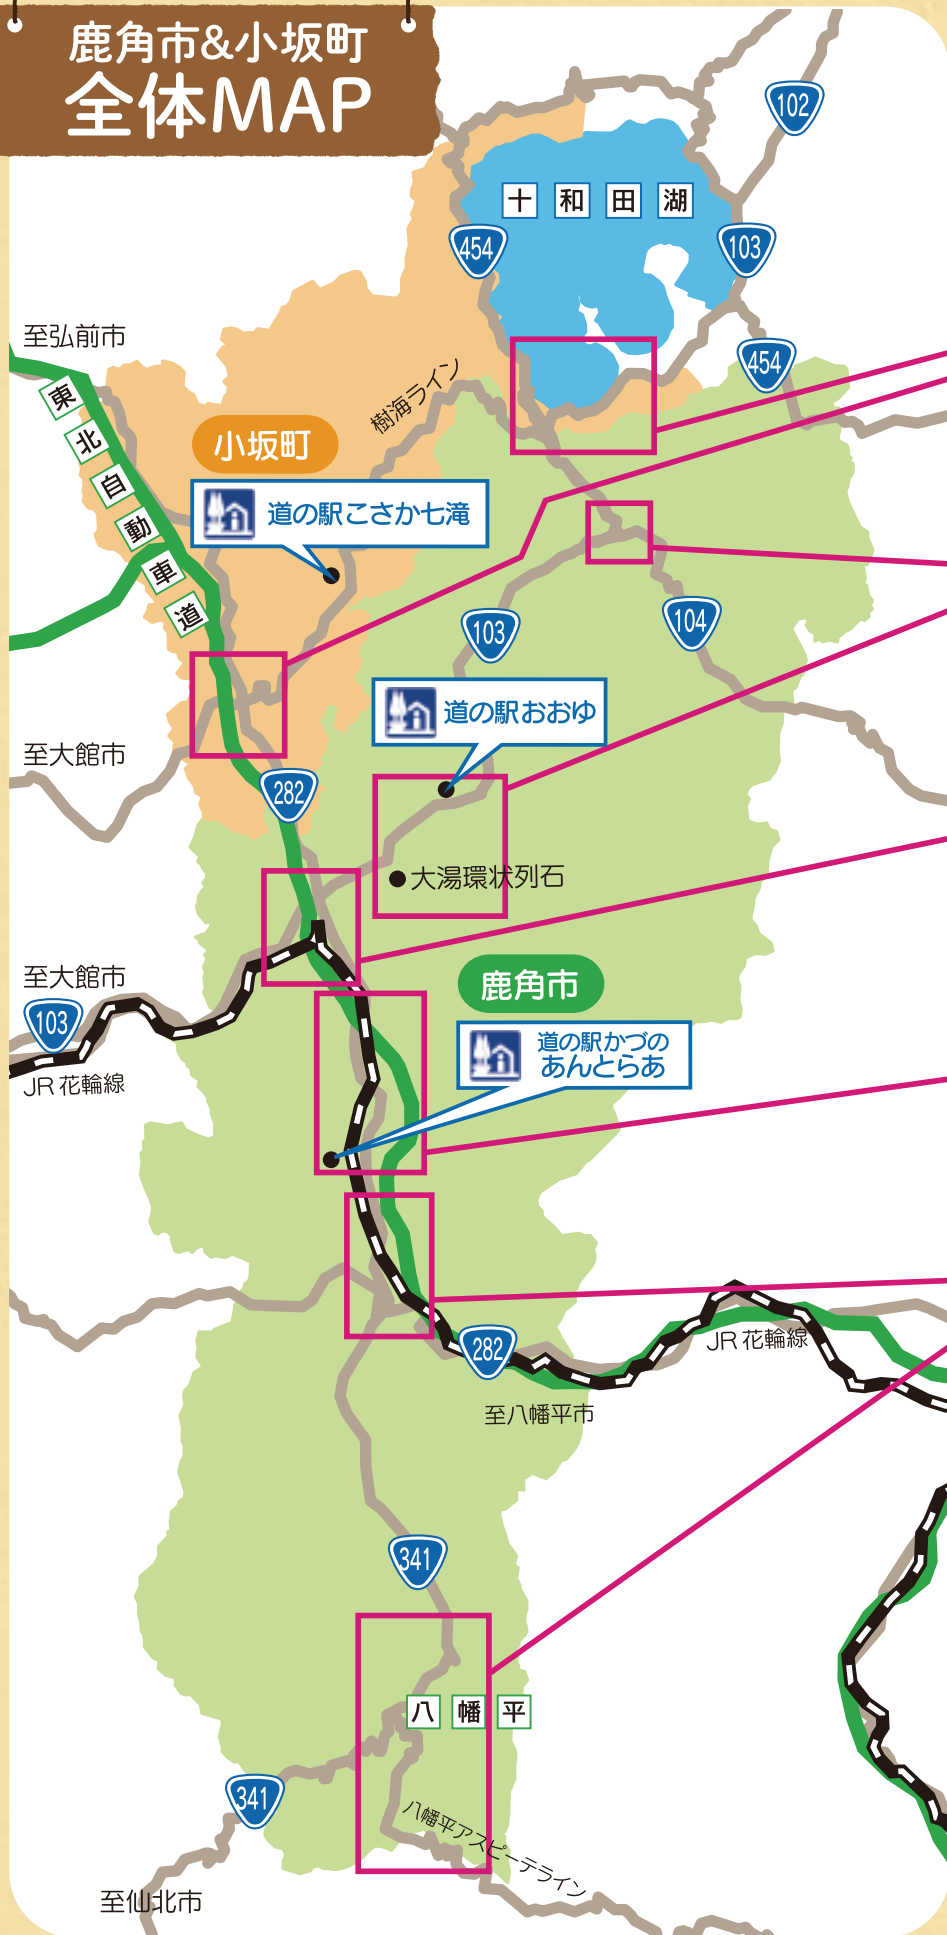 鹿角市&小坂町
全体MAP
102
十和田湖
454
103
至弘前市
454
東北自動車道
樹海ライン
小坂町
道の駅こさか七滝
103
104
道の駅おおゆ
至大館市
282
大湯環状列石
至大館市
鹿角市
103
道の駅かづの
あんとらあ
JR花輪線
282
JR花輪線
至八幡平市
341
八幡平
341
八幡平アスピーテライン
至仙北市